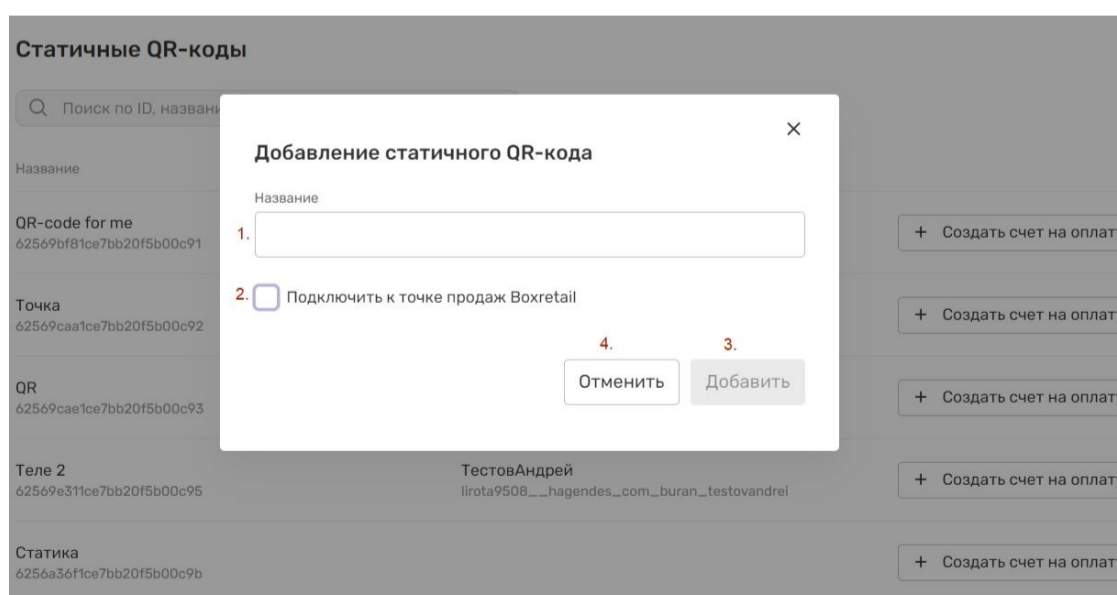 Статичные QR-коды
Поиск по ID, названи
Добавление статичного QR-кода
Название
Название
1.
QR-code for me
62569bf81ce7bb20f5b00c91
+ Создать счет на оплат
2. Подключить к точке продаж Boxretail
Точка
62569caa1ce7bb20f5b00c92
+ Создать счет на оплат
4. 3.
Отменить Добавить
QR
62569cae1ce7bb20f5b00c93
+ Создать счет на оплат
Теле 2 ТестовАндрей
62569e311ce7bb20f5b00c95 lirota9508__hagendes_com_buran_testovandrei
+ Создать счет на оплат
Статика
6256a36f1ce7bb20f5b00c9b
+ Создать счет на оплат